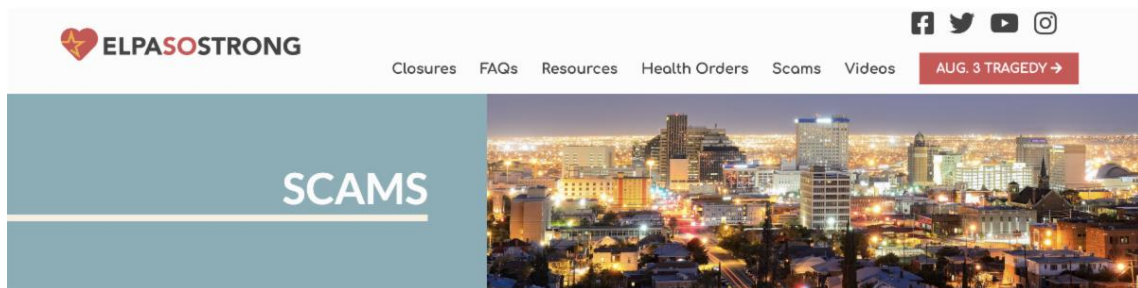 ELPASOSTRONG
Closures FAQs Resources Health Orders Scams Videos AUG. 3 TRAGEDY →
SCAMS